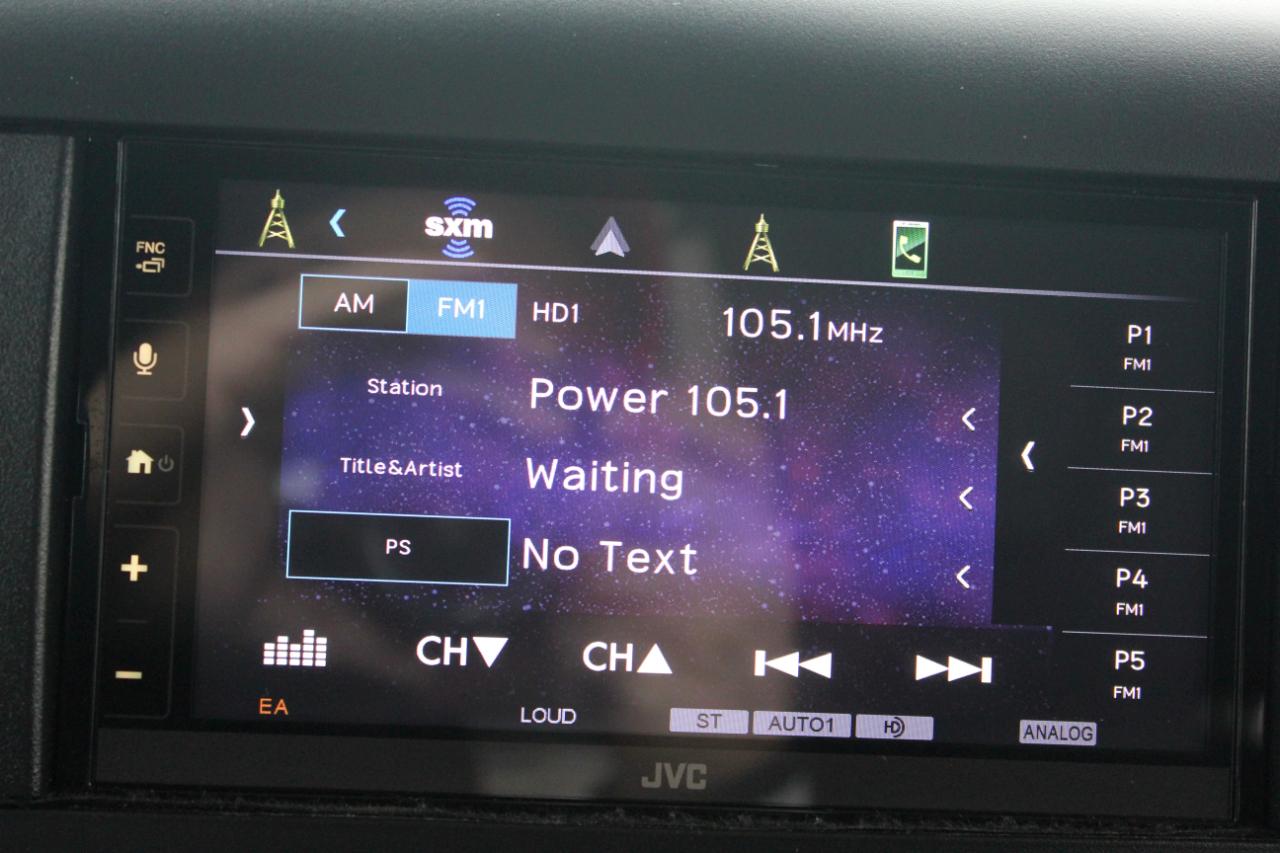 FNC
sxm
AM FM1 HD1 105.1MHz
Station Power 105.1
Title&Artist Waiting
PS No Text
P1
FM1
P2
FM1
P3
FM1
P4
FM1
P5
FM1
CH▼ CH▲
EA LOUD ST AUTO1 HD ANALOG
JVC